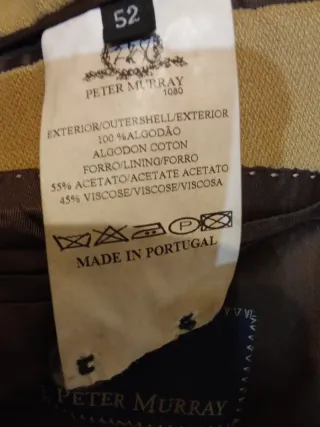 52
PETER MURRAY
1080
EXTERIOR/OUTERSHELL/EXTERIOR
100 %ALGODÃO
ALGODON COTTON
FORRO/LINING/FORRO
55% ACETATO/ACETATE ACETATO
45% VISCOSE/VISCOSE/VISCOSA
P
MADE IN PORTUGAL
PETER MURRAY